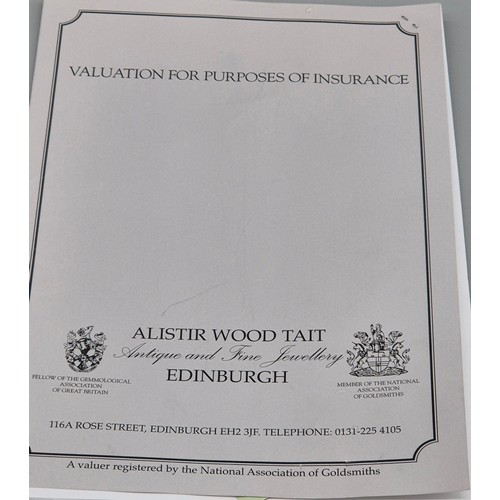 VALUATION FOR PURPOSES OF INSURANCE
ALISTIR WOOD TAIT
Antique and Fine Jewellery
EDINBURGH
FELLOW OF THE GEMMOLOGICAL
ASSOCIATION
OF GREAT BRITAIN
MEMBER OF THE NATIONAL
ASSOCIATION
OF GOLDSMITHS
116A ROSE STREET, EDINBURGH EH2 3JF. TELEPHONE: 0131-225 4105
A valuer registered by the National Association of Goldsmiths